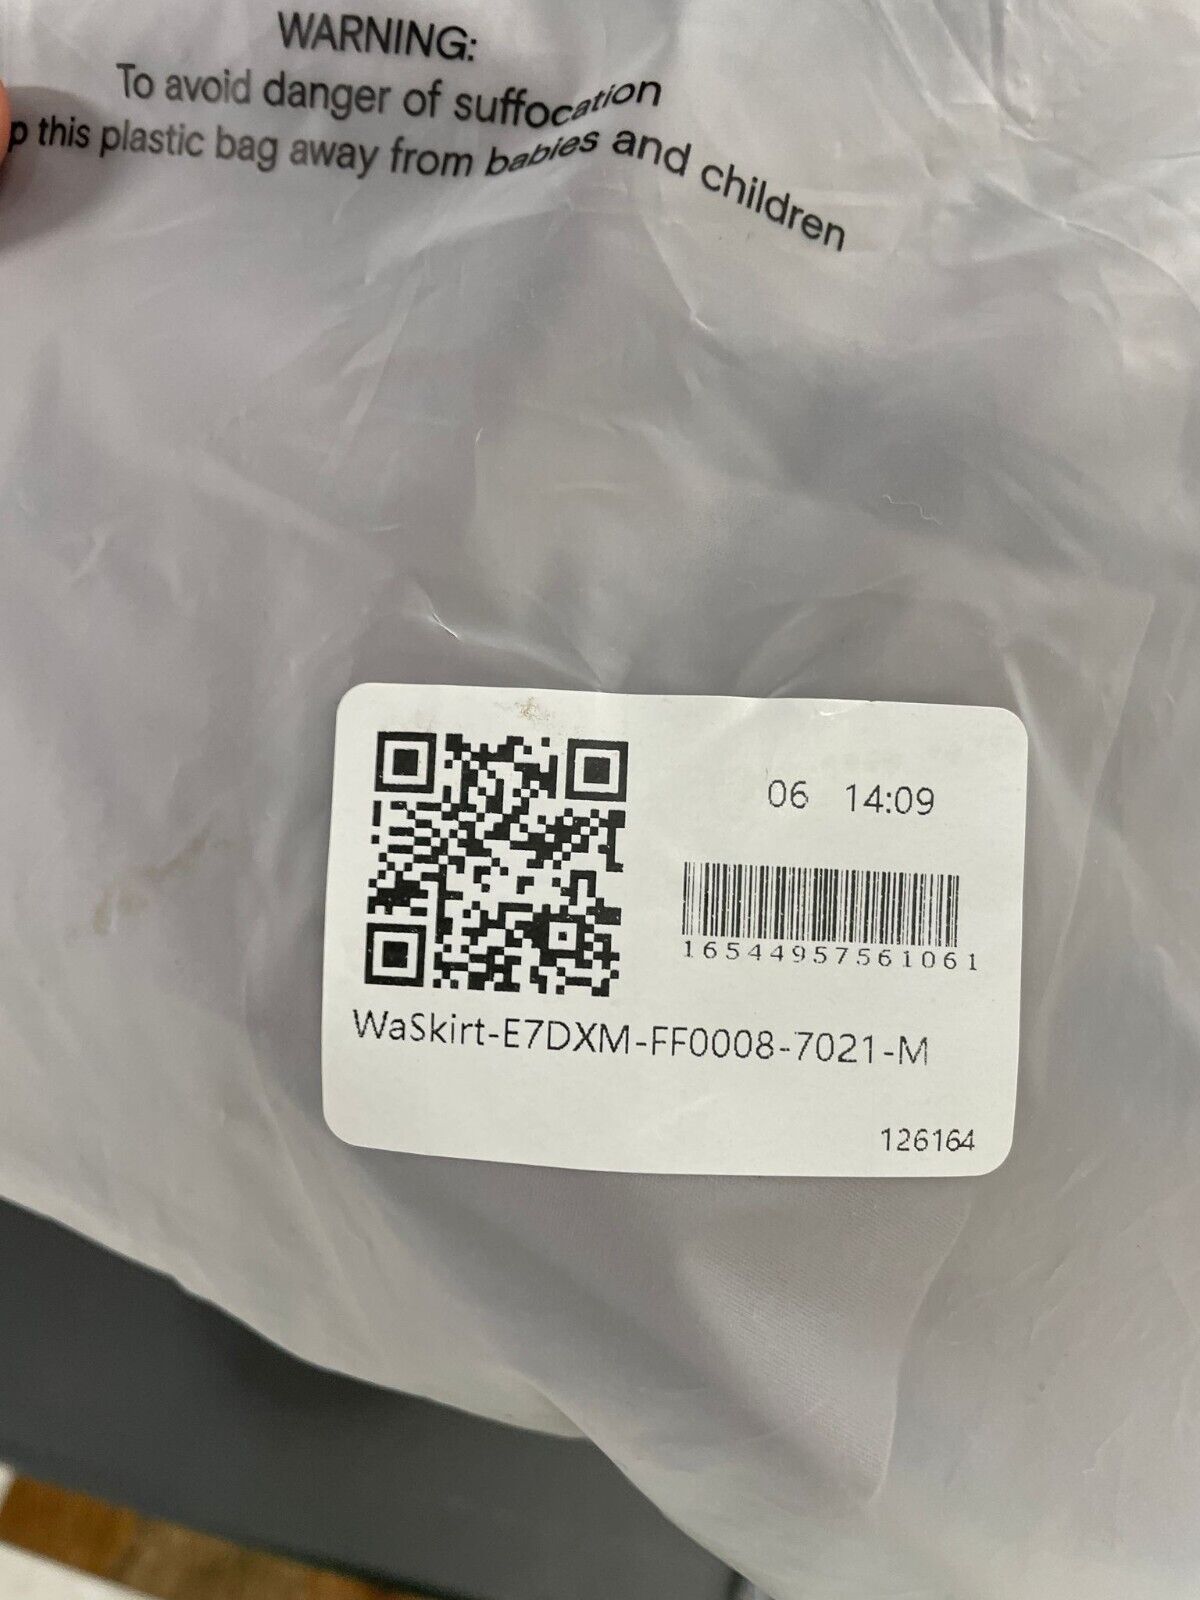 WARNING:
To avoid danger of suffocation
p this plastic bag away from babies and children
06 14:09
16544957561061
WaSkirt-E7DXM-FF0008-7021-M
126164